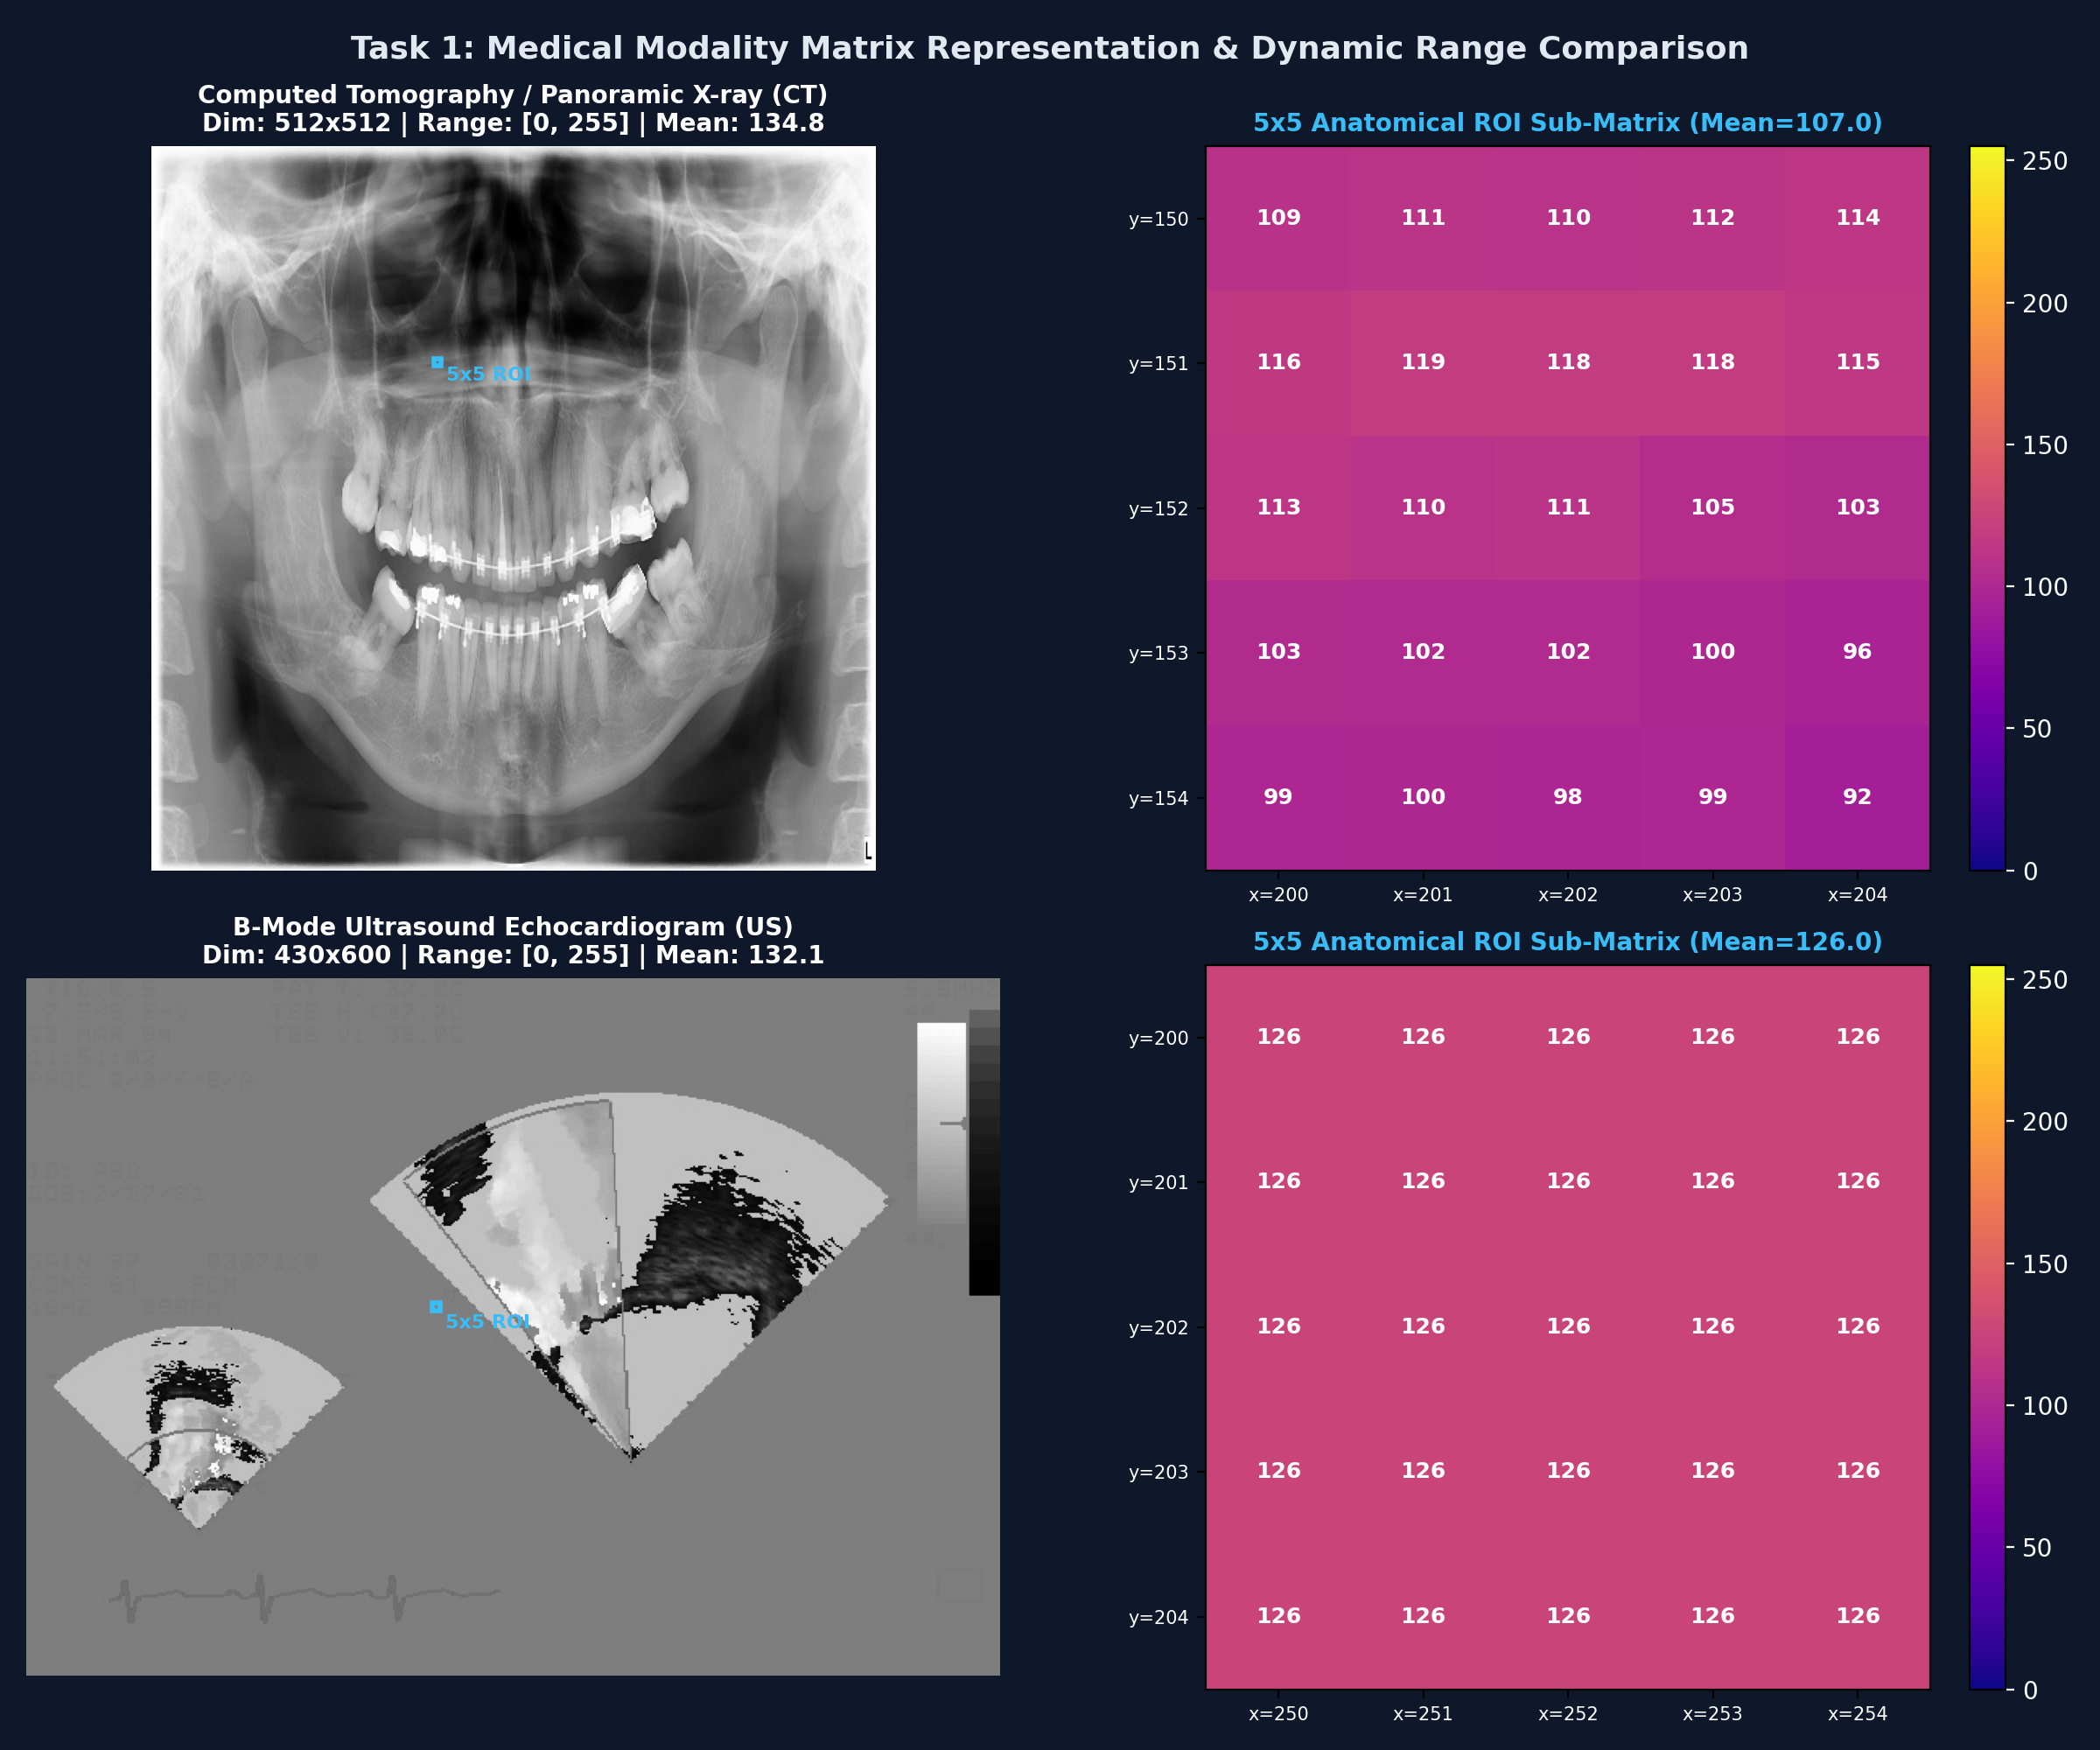 Task 1: Medical Modality Matrix Representation & Dynamic Range Comparison
Computed Tomography / Panoramic X-ray (CT)
Dim: 512x512 | Range: [0, 255] | Mean: 134.8
5x5 ROI
L
5x5 Anatomical ROI Sub-Matrix (Mean=107.0)
y=150 109 111 110 112 114
y=151 116 119 118 118 115
y=152 113 110 111 105 103
y=153 103 102 102 100 96
y=154 99 100 98 99 92
x=200 x=201 x=202 x=203 x=204
250
200
150
100
50
0
B-Mode Ultrasound Echocardiogram (US)
Dim: 430x600 | Range: [0, 255] | Mean: 132.1
23 MAR 94
PROD 2/0/F/E/A
5x5 ROI
5x5 Anatomical ROI Sub-Matrix (Mean=126.0)
y=200 126 126 126 126 126
y=201 126 126 126 126 126
y=202 126 126 126 126 126
y=203 126 126 126 126 126
y=204 126 126 126 126 126
x=250 x=251 x=252 x=253 x=254
250
200
150
100
50
0